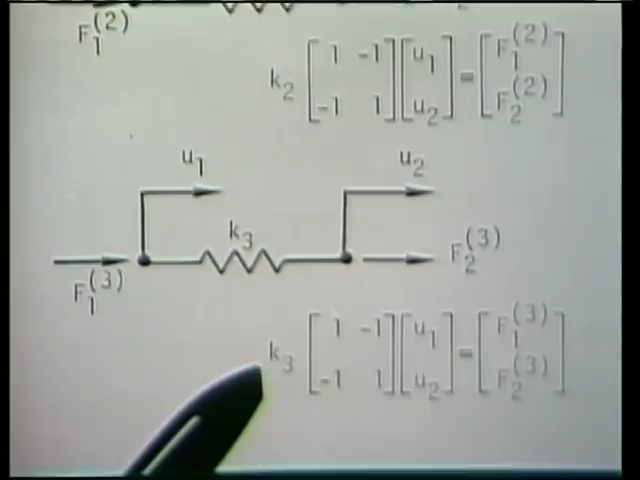 F₁⁽²⁾
k₂ [1 -1; -1 1] [u₁; u₂] = [F₁⁽²⁾; F₂⁽²⁾]
u₁ u₂
k₃
F₁⁽³⁾ F₂⁽³⁾
k₃ [1 -1; -1 1] [u₁; u₂] = [F₁⁽³⁾; F₂⁽³⁾]